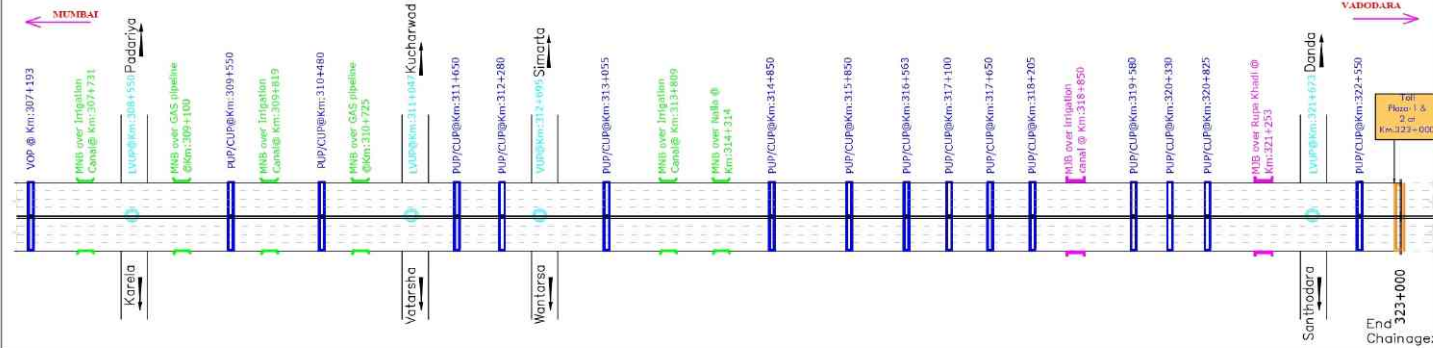 MUMBAI
VADODARA
VOP @ Km:307+193
MNB over Irrigation
Canal@ Km:307+731
LVUP@Km:308+550
Padariya
MNB over GAS pipeline
@Km:309+100
PUP/CUP@Km:309+550
MNB over Irrigation
Canal@ Km:309+819
PUP/CUP@Km:310+480
MNB over GAS pipeline
@Km:310+725
LVUP@Km:311+047
Kucharwad
PUP/CUP@Km:311+650
PUP/CUP@Km:312+280
VUP@Km:312+695
Simarta
PUP/CUP@Km:313+055
MNB over Irrigation
Canal@ Km:313+809
MNB over Nalla @
Km:314+314
PUP/CUP@Km:314+850
PUP/CUP@Km:315+850
PUP/CUP@Km:316+563
PUP/CUP@Km:317+100
PUP/CUP@Km:317+650
PUP/CUP@Km:318+205
MJB over Irrigation
canal @ Km:318+850
PUP/CUP@Km:319+580
PUP/CUP@Km:320+330
PUP/CUP@Km:320+825
MJB over Rupe Khadi @
Km:321+253
LVUP@Km:321+673
Danda
PUP/CUP@Km:322+550
Toll
Plaza-1 &
2 at
Km.323+000
Karela
Vatarsha
Wantarsa
Santhodara
323+000
End
Chainage: